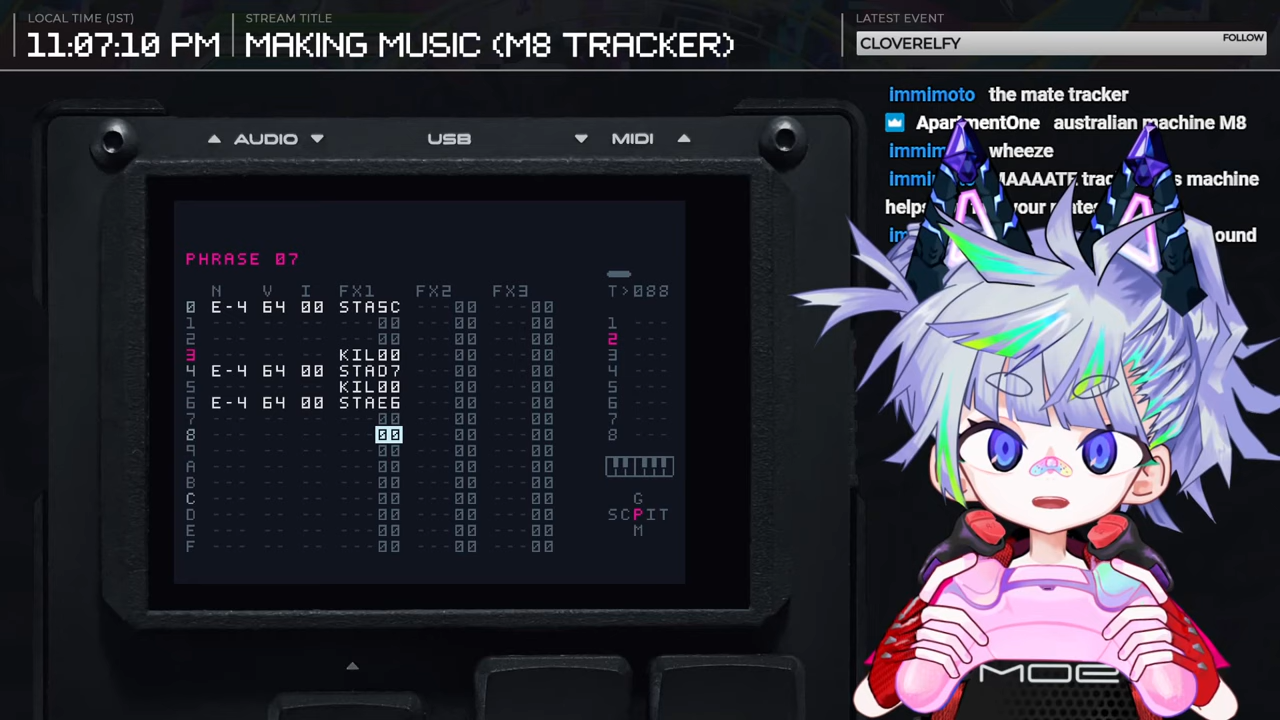 LOCAL TIME (JST)
11:07:10 PM
STREAM TITLE
MAKING MUSIC (M8 TRACKER)
LATEST EVENT
CLOVERELFY
FOLLOW
immimoto the mate tracker
ApartmentOne australian machine M8
wheeze
machine
helps your
ound
AUDIO
USB
MIDI
PHRASE 07
N V I FX1 FX2 FX3 T>088
0 E-4 64 00 STA5C ---00 ---00
1 --- -- -- ---00 ---00 ---00 1 ---
2 --- -- -- ---00 ---00 ---00 2 ---
3 --- -- -- KIL00 ---00 ---00 3 ---
4 E-4 64 00 STAD7 ---00 ---00 4 ---
5 --- -- -- KIL00 ---00 ---00 5 ---
6 E-4 64 00 STAE6 ---00 ---00 6 ---
7 --- -- -- ---00 ---00 ---00 7 ---
8 --- -- -- ---00 ---00 ---00 8 ---
9 --- -- -- ---00 ---00 ---00
A --- -- -- ---00 ---00 ---00
B --- -- -- ---00 ---00 ---00
C --- -- -- ---00 ---00 ---00 G
D --- -- -- ---00 ---00 ---00 SCPIT
E --- -- -- ---00 ---00 ---00 M
F --- -- -- ---00 ---00 ---00
MOE